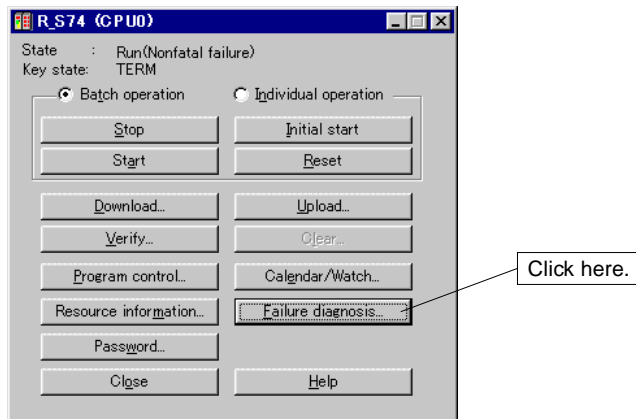 R_S74 (CPU0)
State : Run(Nonfatal failure)
Key state: TERM
Batch operation Individual operation
Stop Initial start
Start Reset
Download... Upload...
Verify... Clear...
Program control... Calendar/Watch...
Click here.
Resource information... Failure diagnosis...
Password...
Close Help